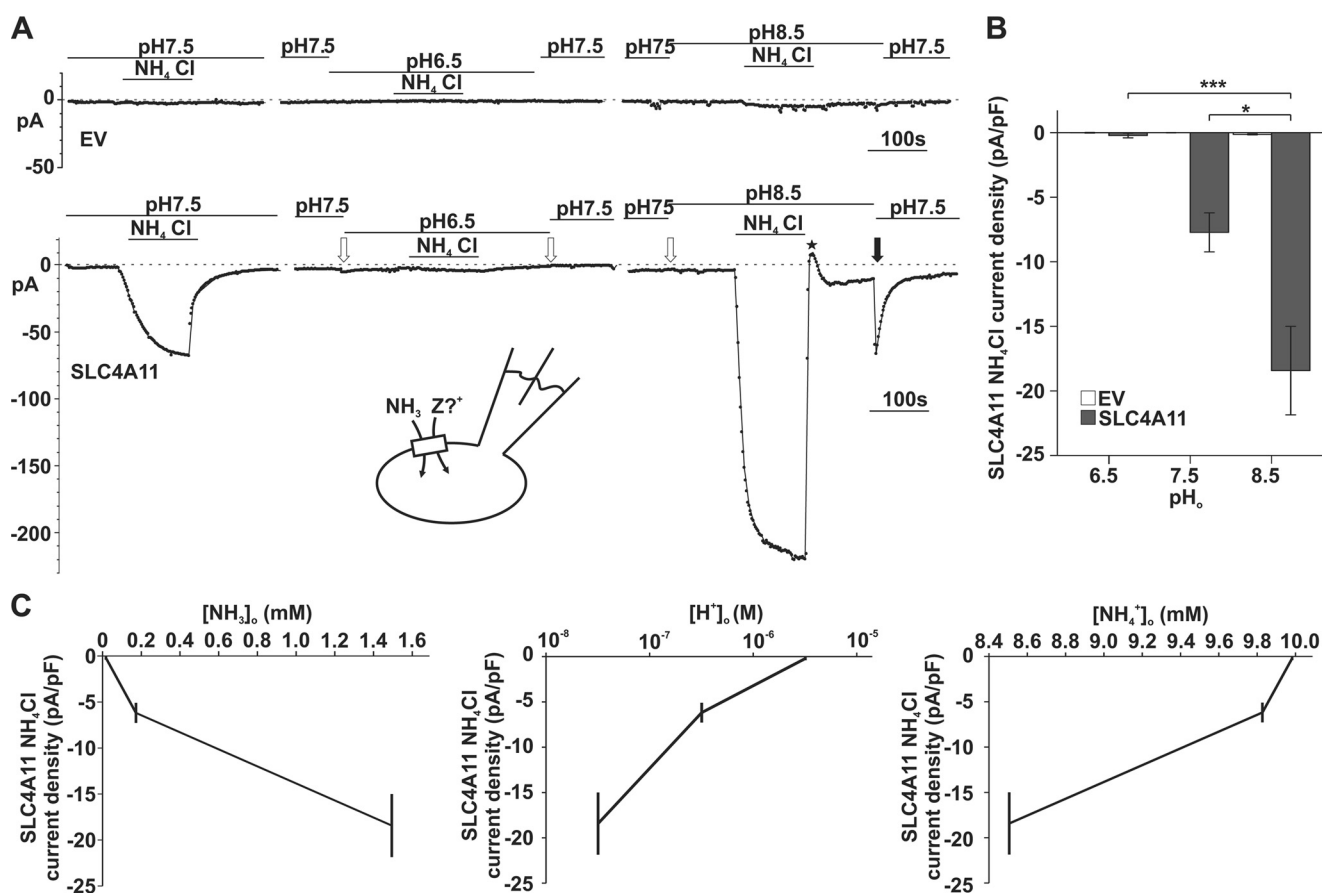 A
pH7.5
NH4 Cl
pH7.5
pH6.5
NH4 Cl
pH7.5
pH75
pH8.5
NH4 Cl
pH7.5
0
pA
-50
EV
100s
pH7.5
NH4 Cl
pH7.5
pH6.5
NH4 Cl
pH7.5
pH75
pH8.5
NH4 Cl
pH7.5
★
0
pA
-50
-100
-150
-200
SLC4A11
NH3 Z?+
100s
B
***
*
0
-5
-10
-15
-20
-25
SLC4A11 NH4Cl current density (pA/pF)
EV
SLC4A11
6.5
7.5
8.5
pHo
C
[NH3]o (mM)
0 0.2 0.4 0.6 0.8 1.0 1.2 1.4 1.6
0
-5
-10
-15
-20
-25
SLC4A11 NH4Cl
current density (pA/pF)
[H+]o (M)
10-8 10-7 10-6 10-5
0
-5
-10
-15
-20
-25
SLC4A11 NH4Cl
current density (pA/pF)
[NH4+]o (mM)
8.4 8.6 8.8 9.0 9.2 9.4 9.6 9.8 10.0
0
-5
-10
-15
-20
-25
SLC4A11 NH4Cl
current density (pA/pF)